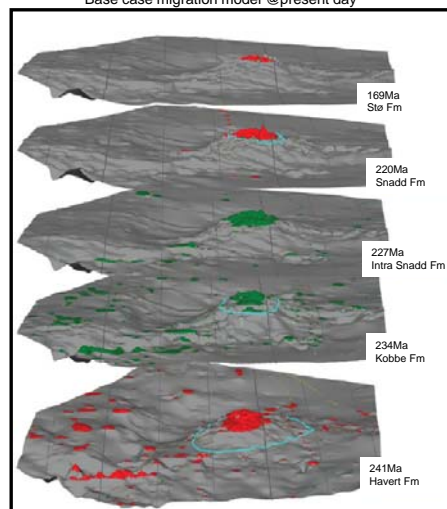 Base case migration model @present day
169Ma
Stø Fm
220Ma
Snadd Fm
227Ma
Intra Snadd Fm
234Ma
Kobbe Fm
241Ma
Havert Fm